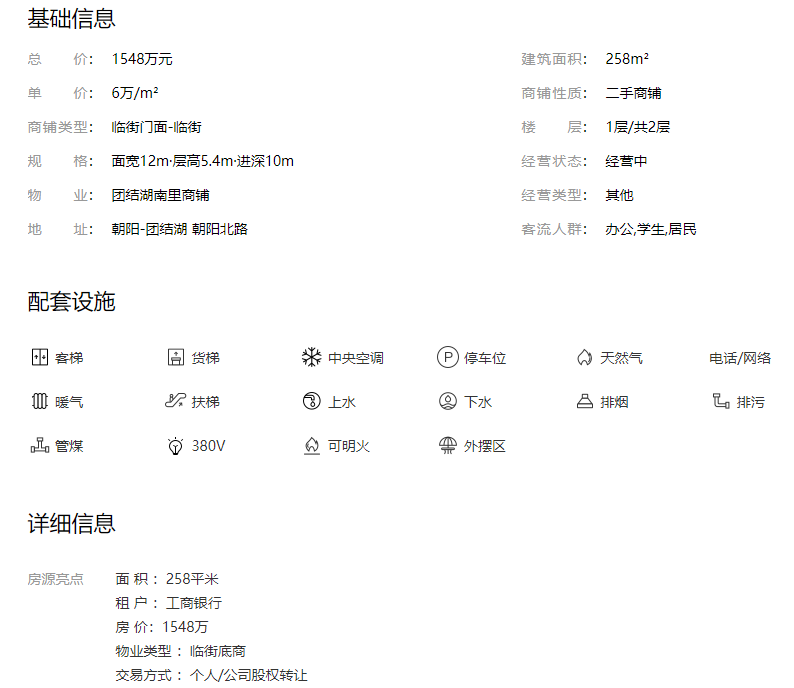 基础信息
总 价： 1548万元 建筑面积： 258m²
单 价： 6万/m² 商铺性质： 二手商铺
商铺类型： 临街门面-临街 楼 层： 1层/共2层
规 格： 面宽12m·层高5.4m·进深10m 经营状态： 经营中
物 业： 团结湖南里商铺 经营类型： 其他
地 址： 朝阳-团结湖 朝阳北路 客流人群： 办公,学生,居民
配套设施
客梯 货梯 中央空调 P 停车位 天然气 电话/网络
暖气 扶梯 上水 下水 排烟 排污
管煤 380V 可明火 外摆区
详细信息
房源亮点 面 积 ： 258平米
租 户 ： 工商银行
房 价： 1548万
物业类型 ： 临街底商
交易方式 ： 个人/公司股权转让